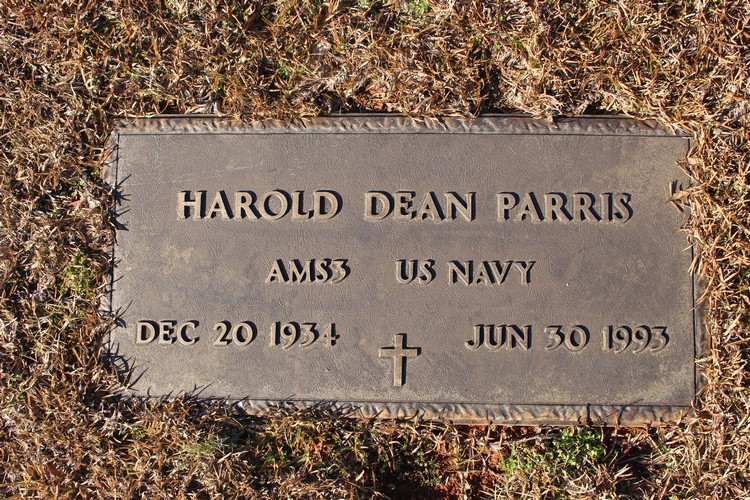 HAROLD DEAN PARRIS
AMS3 US NAVY
DEC 20 1934 JUN 30 1993